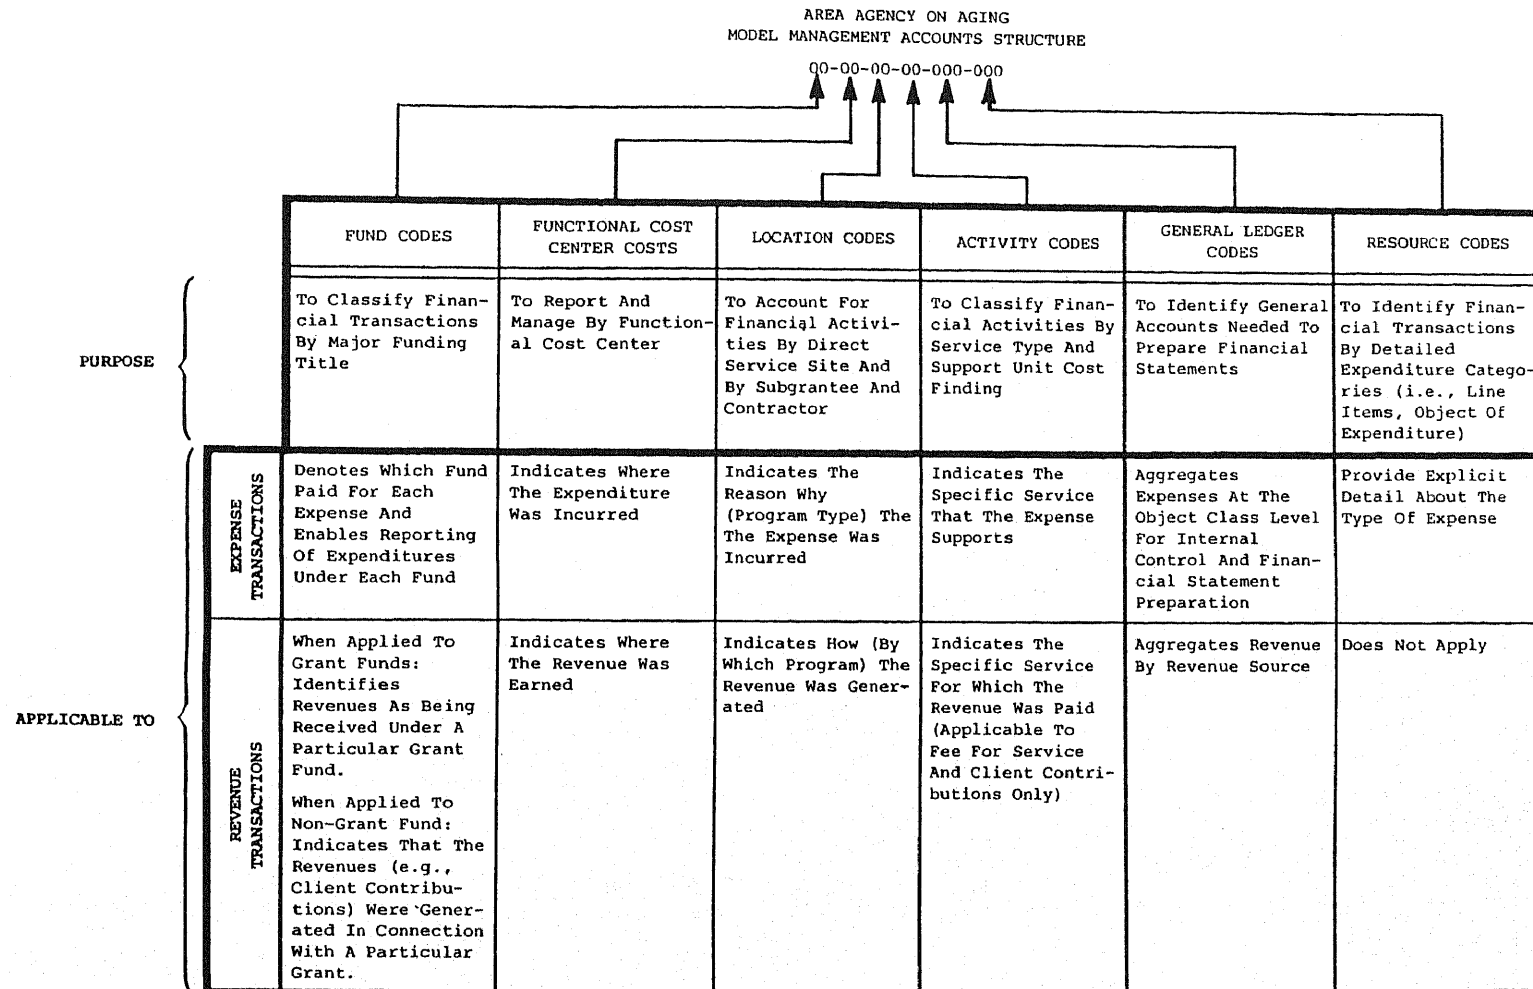 AREA AGENCY ON AGING
MODEL MANAGEMENT ACCOUNTS STRUCTURE
00-00-00-00-000-000
FUND CODES
FUNCTIONAL COST
CENTER COSTS
LOCATION CODES
ACTIVITY CODES
GENERAL LEDGER
CODES
RESOURCE CODES
PURPOSE
To Classify Finan-
cial Transactions
By Major Funding
Title
To Report And
Manage By Function-
al Cost Center
To Account For
Financial Activi-
ties By Direct
Service Site And
By Subgrantee And
Contractor
To Classify Finan-
cial Activities By
Service Type And
Support Unit Cost
Finding
To Identify General
Accounts Needed To
Prepare Financial
Statements
To Identify Finan-
cial Transactions
By Detailed
Expenditure Catego-
ries (i.e., Line
Items, Object Of
Expenditure)
APPLICABLE TO
EXPENSE
TRANSACTIONS
Denotes Which Fund
Paid For Each
Expense And
Enables Reporting
Of Expenditures
Under Each Fund
Indicates Where
The Expenditure
Was Incurred
Indicates The
Reason Why
(Program Type) The
The Expense Was
Incurred
Indicates The
Specific Service
That The Expense
Supports
Aggregates
Expenses At The
Object Class Level
For Internal
Control And Finan-
cial Statement
Preparation
Provide Explicit
Detail About The
Type Of Expense
REVENUE
TRANSACTIONS
When Applied To
Grant Funds:
Identifies
Revenues As Being
Received Under A
Particular Grant
Fund.
When Applied To
Non-Grant Fund:
Indicates That The
Revenues (e.g.,
Client Contribu-
tions) Were Gener-
ated In Connection
With A Particular
Grant.
Indicates Where
The Revenue Was
Earned
Indicates How (By
Which Program) The
Revenue Was Gener-
ated
Indicates The
Specific Service
For Which The
Revenue Was Paid
(Applicable To
Fee For Service
And Client Contri-
butions Only)
Aggregates Revenue
By Revenue Source
Does Not Apply